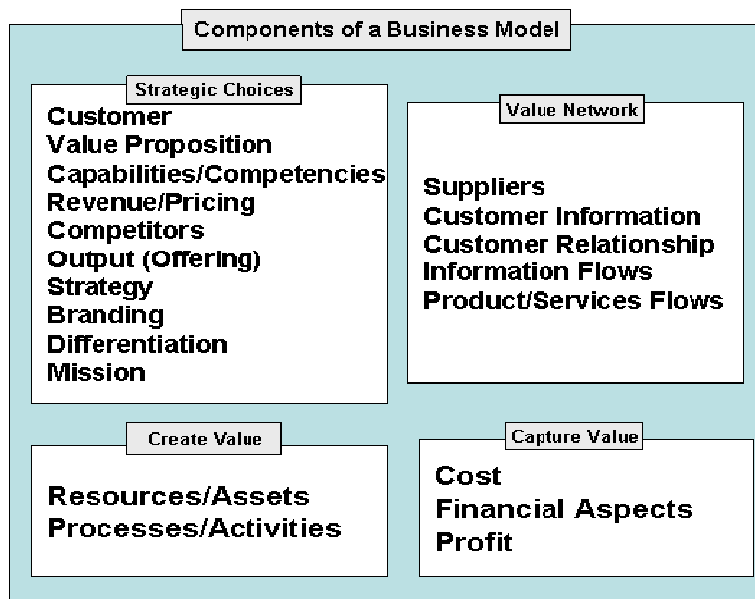 Components of a Business Model
Strategic Choices
Customer
Value Proposition
Capabilities/Competencies
Revenue/Pricing
Competitors
Output (Offering)
Strategy
Branding
Differentiation
Mission
Value Network
Suppliers
Customer Information
Customer Relationship
Information Flows
Product/Services Flows
Create Value
Resources/Assets
Processes/Activities
Capture Value
Cost
Financial Aspects
Profit